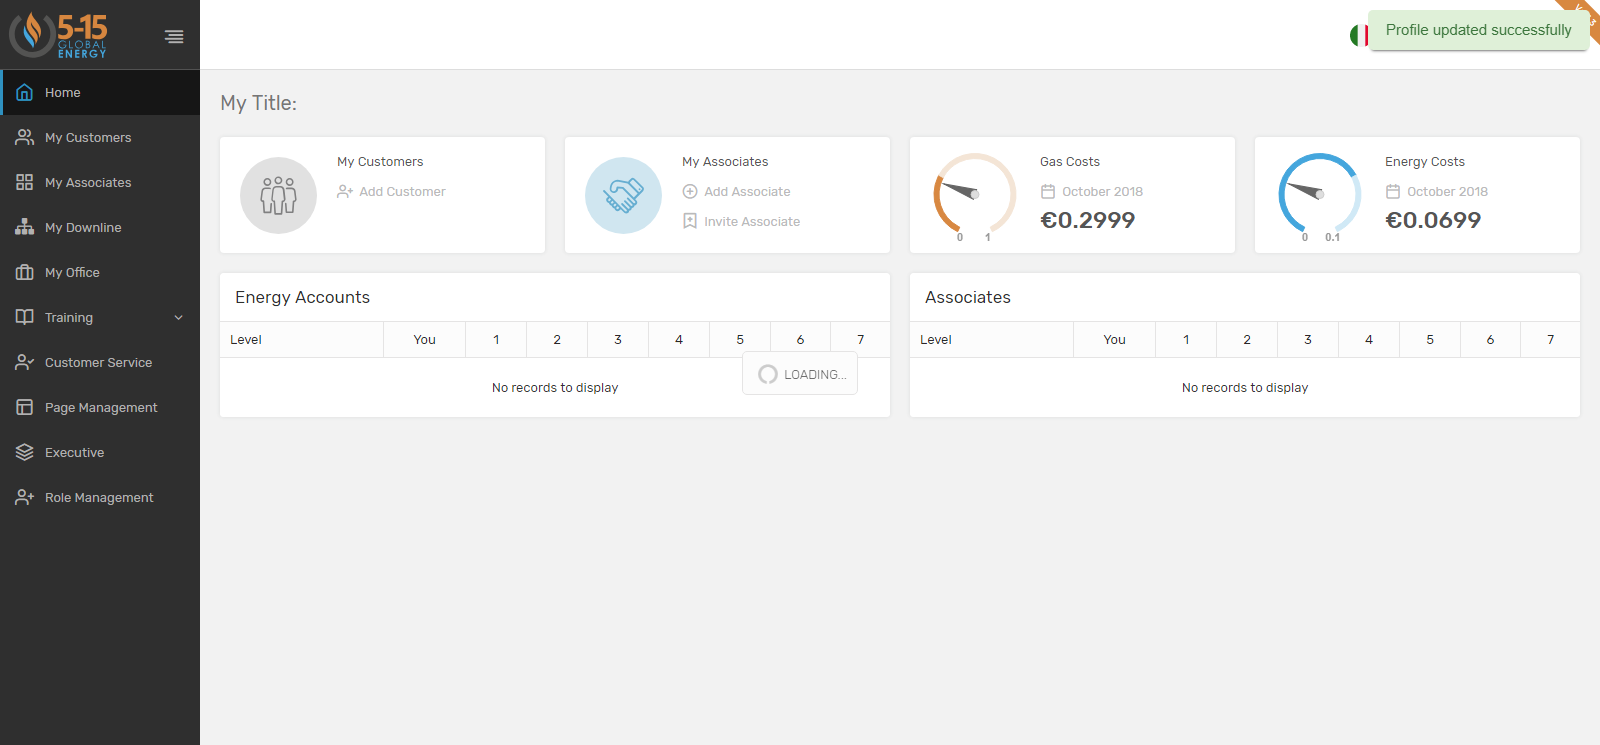 5-15
GLOBAL
ENERGY
Profile updated successfully
Home
My Customers
My Associates
My Downline
My Office
Training
Customer Service
Page Management
Executive
Role Management
My Title:
My Customers
Add Customer
My Associates
Add Associate
Invite Associate
Gas Costs
October 2018
€0.2999
0 1
Energy Costs
October 2018
€0.0699
0 0.1
Energy Accounts
Level You 1 2 3 4 5 6 7
No records to display
LOADING...
Associates
Level You 1 2 3 4 5 6 7
No records to display